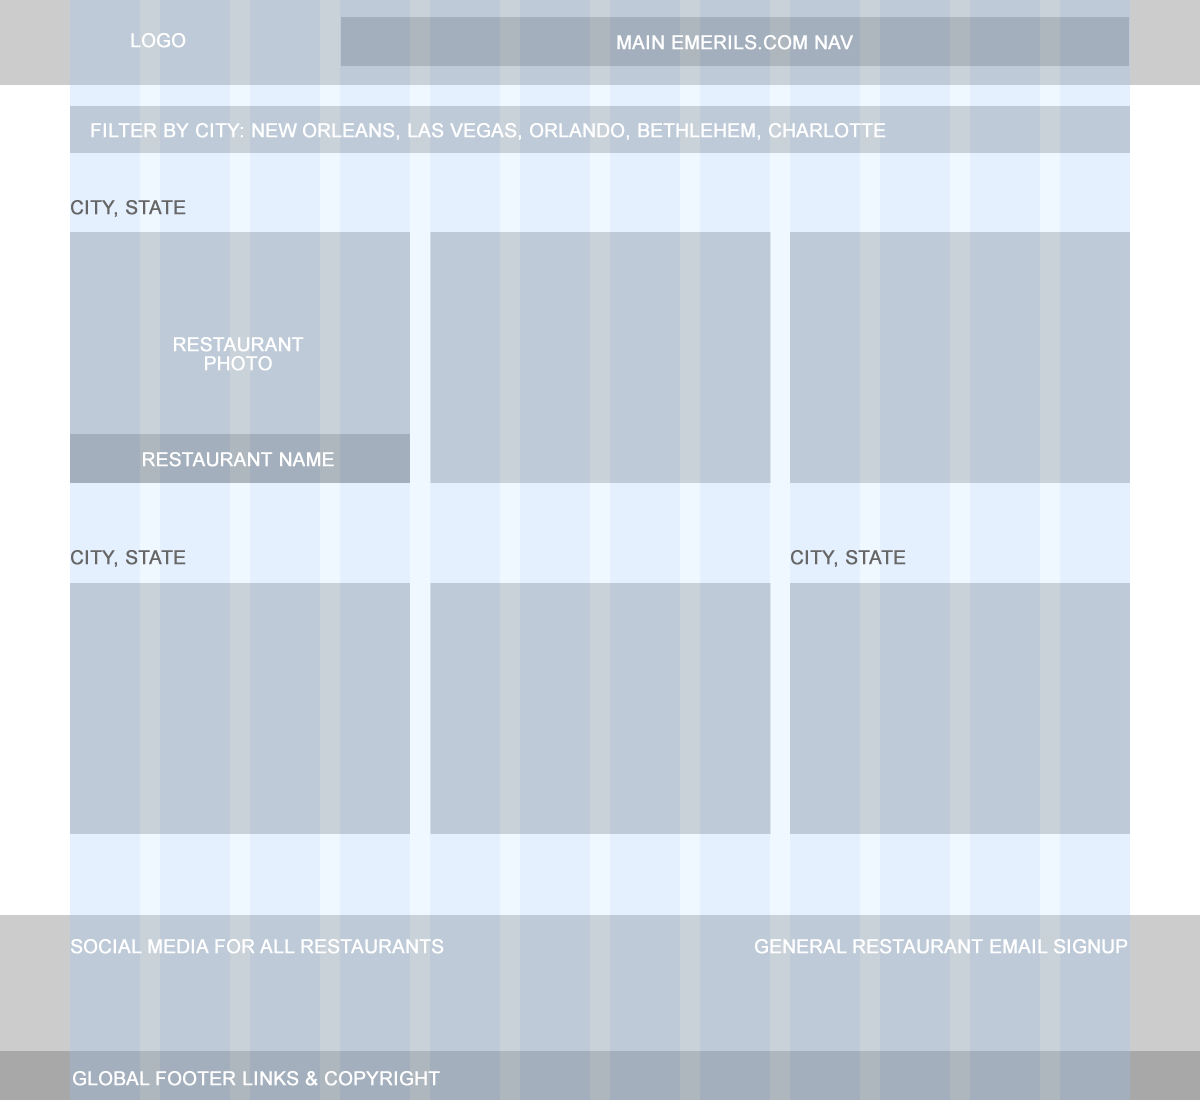 LOGO
MAIN EMERILS.COM NAV
FILTER BY CITY: NEW ORLEANS, LAS VEGAS, ORLANDO, BETHLEHEM, CHARLOTTE
CITY, STATE
RESTAURANT
PHOTO
RESTAURANT NAME
CITY, STATE
CITY, STATE
SOCIAL MEDIA FOR ALL RESTAURANTS
GENERAL RESTAURANT EMAIL SIGNUP
GLOBAL FOOTER LINKS & COPYRIGHT